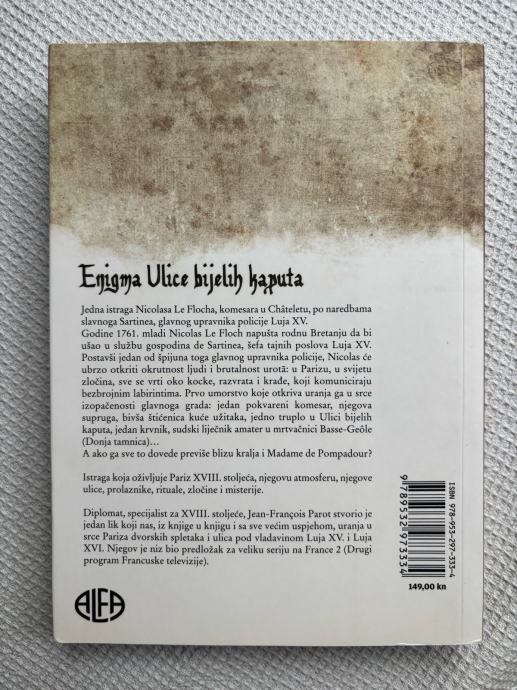 Enigma Ulice bijelih kaputa
Jedna istraga Nicolasa Le Flocha, komesara u Châteletu, po naredbama
slavnoga Sartinea, glavnog upravnika policije Luja XV.
Godine 1761. mladi Nicolas Le Floch napušta rodnu Bretanju da bi
ušao u službu gospodina de Sartinea, šefa tajnih poslova Luja XV.
Postavši jedan od špijuna toga glavnog upravnika policije, Nicolas će
ubrzo otkriti okrutnost ljudi i brutalnost urotā: u Parizu, u svijetu
zločina, sve se vrti oko kocke, razvrata i krađe, koji komuniciraju
bezbrojnim labirintima. Prvo umorstvo koje otkriva uranja ga u srce
izopačenosti glavnoga grada: jedan pokvareni komesar, njegova
supruga, bivša štićenica kuće užitaka, jedno truplo u Ulici bijelih
kaputa, jedan krvnik, sudski liječnik amater u mrtvačnici Basse-Geôle
(Donja tamnica)…
A ako ga sve to dovede previše blizu kralja i Madame de Pompadour?
Istraga koja oživljuje Pariz XVIII. stoljeća, njegovu atmosferu, njegove
ulice, prolaznike, rituale, zločine i misterije.
Diplomat, specijalist za XVIII. stoljeće, Jean-François Parot stvorio je
jedan lik koji nas, iz knjige u knjigu i sa sve većim uspjehom, uranja u
srce Pariza dvorskih spletaka i ulica pod vladavinom Luja XV. i Luja
XVI. Njegov je niz bio predložak za veliku seriju na France 2 (Drugi
program Francuske televizije).
ALFA
ISBN 978-953-297-333-4
9789532973334
149,00 kn